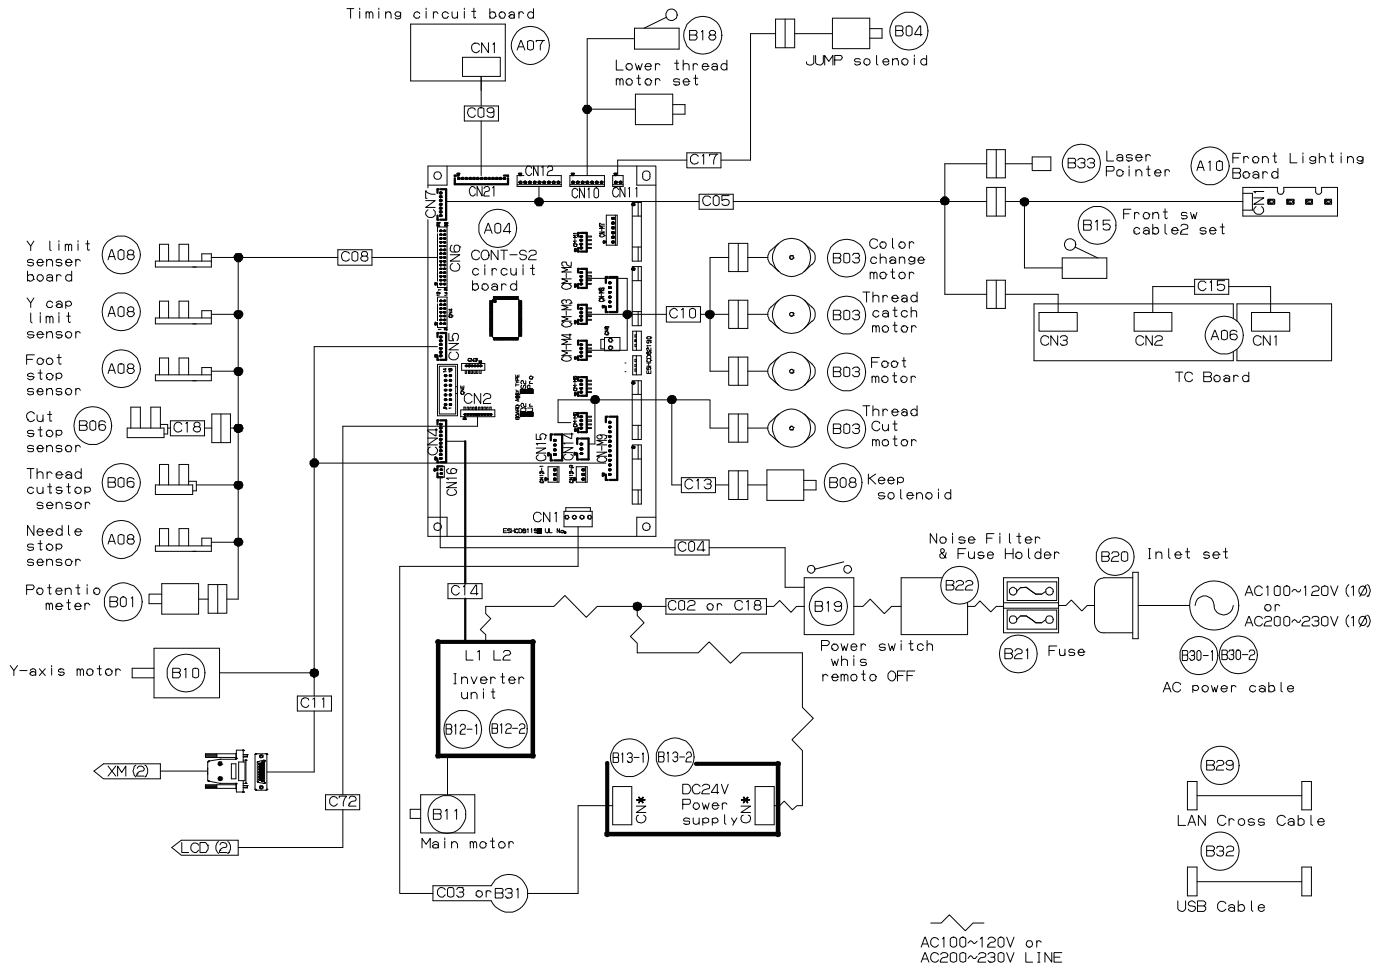 Timing circuit board
CN1
A07
C09
B18
Lower thread
motor set
B04
JUMP solenoid
C17
CN21
CN12
CN10
CN11
CN7
C05
B33
Laser
Pointer
A10
Front Lighting
Board
CN1
B15
Front sw
cable2 set
C15
CN3
CN2
A06
CN1
TC Board
A04
CONT-S2
circuit
board
CN6
CN5
CN2
CN4
CN16
CN15
CN14
CN-M9
CN1
CM-M2
CM-M3
CM-M4
C10
B03
Color
change
motor
B03
Thread
catch
motor
B03
Foot
motor
B03
Thread
Cut
motor
C13
B08
Keep
solenoid
Y limit
senser
board
A08
C08
Y cap
limit
sensor
A08
Foot
stop
sensor
A08
Cut
stop
sensor
B06
C18
Thread
cutstop
sensor
B06
Needle
stop
sensor
A08
Potentio
meter
B01
Y-axis motor
B10
C11
XM (2)
C72
LCD (2)
C14
L1 L2
Inverter
unit
B12-1
B12-2
B11
Main motor
C03 or B31
C04
C02 or C18
B19
Power switch
whis
remoto OFF
Noise Filter
& Fuse Holder
B22
B21
Fuse
B20
Inlet set
AC100~120V (1Ø)
or
AC200~230V (1Ø)
B30-1
B30-2
AC power cable
B13-1
B13-2
DC24V
Power
supply
CN*
CN*
B29
LAN Cross Cable
B32
USB Cable
AC100~120V or
AC200~230V LINE